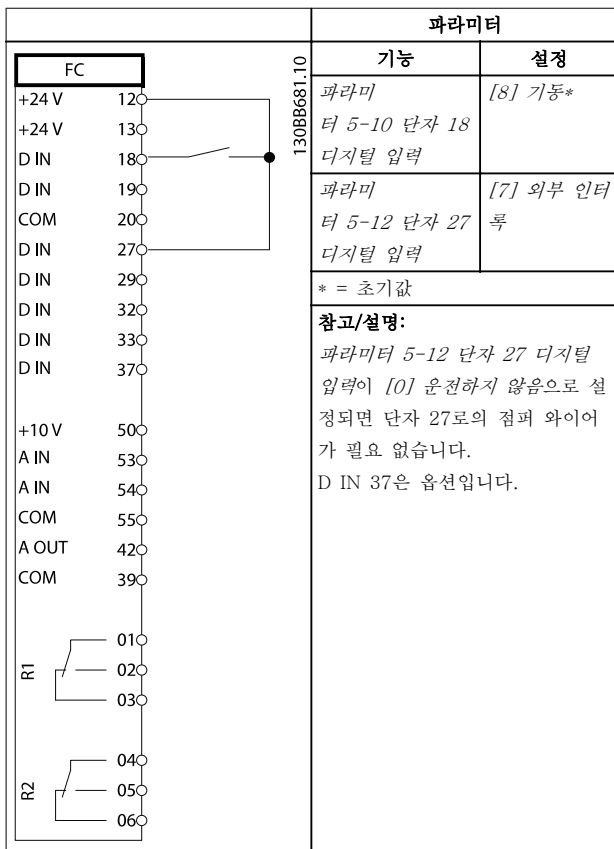 파라미터
기능 설정
파라미
터 5-10 단자 18
디지털 입력
[8] 기동*
파라미
터 5-12 단자 27
디지털 입력
[7] 외부 인터
록
* = 초기값
참고/설명:
파라미터 5-12 단자 27 디지털
입력이 [0] 운전하지 않음으로 설
정되면 단자 27로의 점퍼 와이어
가 필요 없습니다.
D IN 37은 옵션입니다.
FC
+24 V 12
+24 V 13
D IN 18
D IN 19
COM 20
D IN 27
D IN 29
D IN 32
D IN 33
D IN 37
+10 V 50
A IN 53
A IN 54
COM 55
A OUT 42
COM 39
R1
01
02
03
R2
04
05
06
130BB681.10